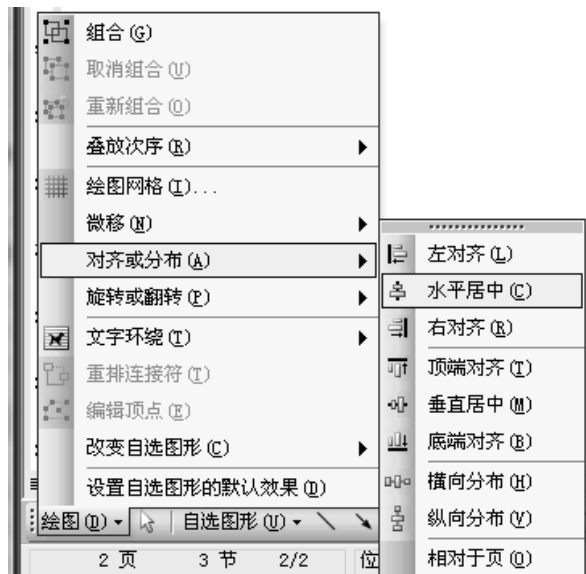 组合(G)
取消组合(U)
重新组合(O)
叠放次序(R)
绘图网格(I)...
微移(N)
对齐或分布(A)
旋转或翻转(P)
文字环绕(T)
重排连接符(T)
编辑顶点(E)
改变自选图形(C)
设置自选图形的默认效果(D)
左对齐(L)
水平居中(C)
右对齐(R)
顶端对齐(T)
垂直居中(M)
底端对齐(B)
横向分布(H)
纵向分布(V)
相对于页(O)
绘图(D) 自选图形(U)
2 页 3 节 2/2 位